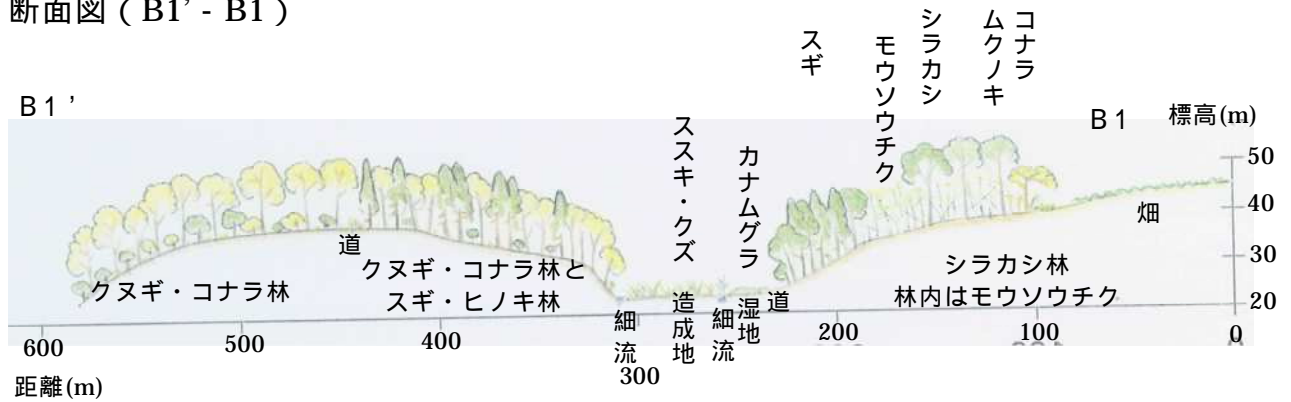 断面図（B1’ - B1）
B1’
ススキ・クズ
カナムグラ
スギ
モウソウチク
シラカシ
ムクノキ
コナラ
B1
標高(m)
50
40
30
20
道
畑
クヌギ・コナラ林
クヌギ・コナラ林と
スギ・ヒノキ林
細流
造成地
細流
湿地
道
シラカシ林
林内はモウソウチク
600
500
400
300
200
100
0
距離(m)